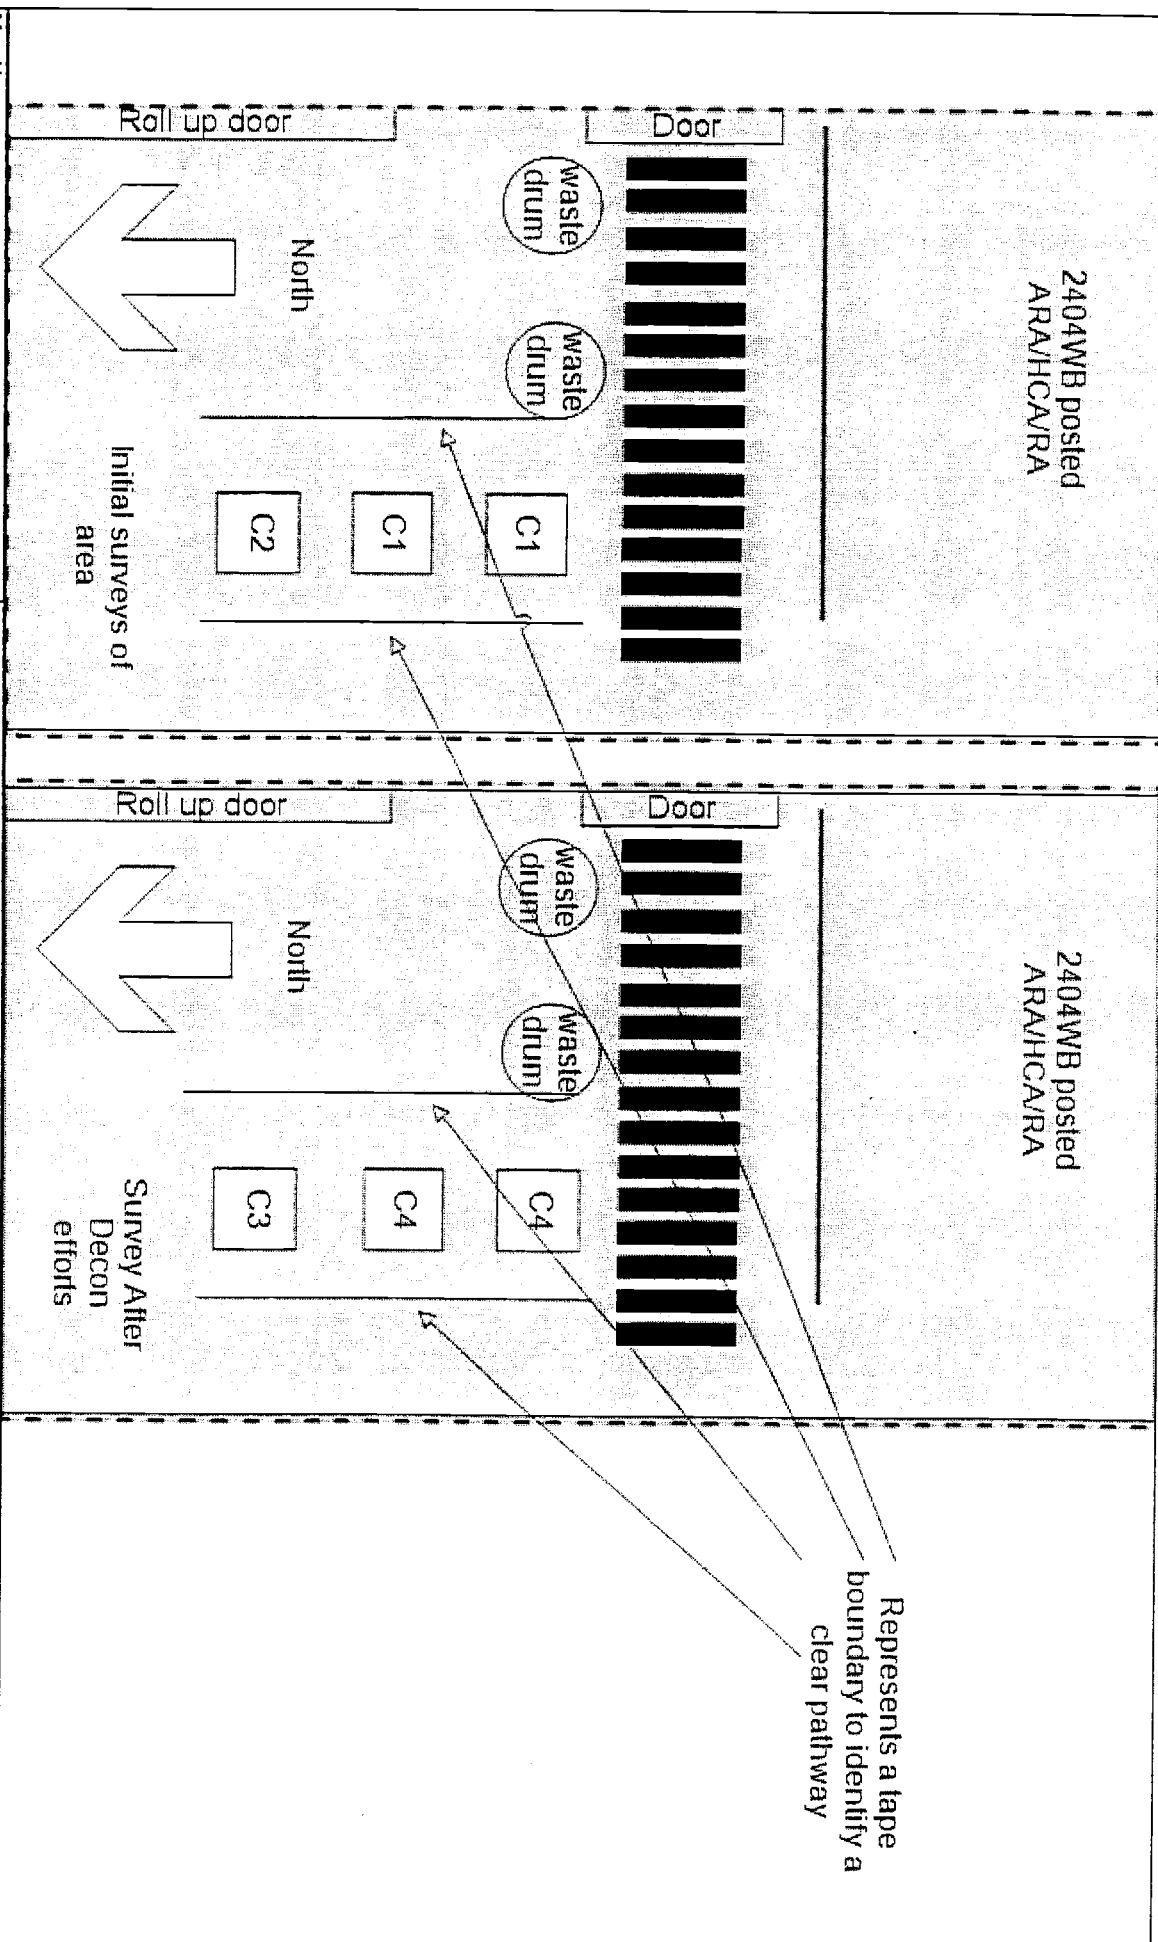 2404WB posted
ARA/HCA/RA
Door
Roll up door
waste
drum
waste
drum
North
C1
C1
C2
Initial surveys of
area
2404WB posted
ARA/HCA/RA
Door
Roll up door
waste
drum
waste
drum
North
C4
C4
C3
Survey After
Decon
efforts
Represents a tape
boundary to identify a
clear pathway